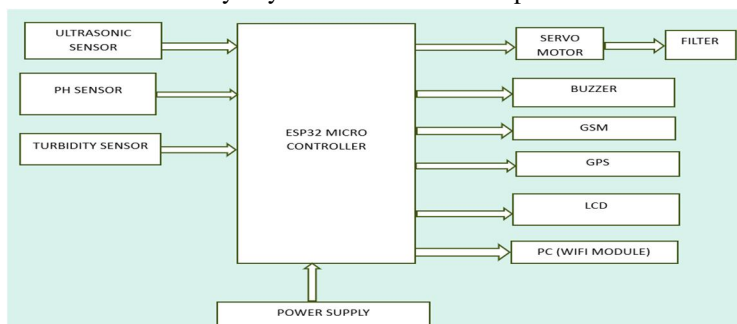 ULTRASONIC
SENSOR
PH SENSOR
TURBIDITY SENSOR
ESP32 MICRO
CONTROLLER
POWER SUPPLY
SERVO
MOTOR
FILTER
BUZZER
GSM
GPS
LCD
PC (WIFI MODULE)